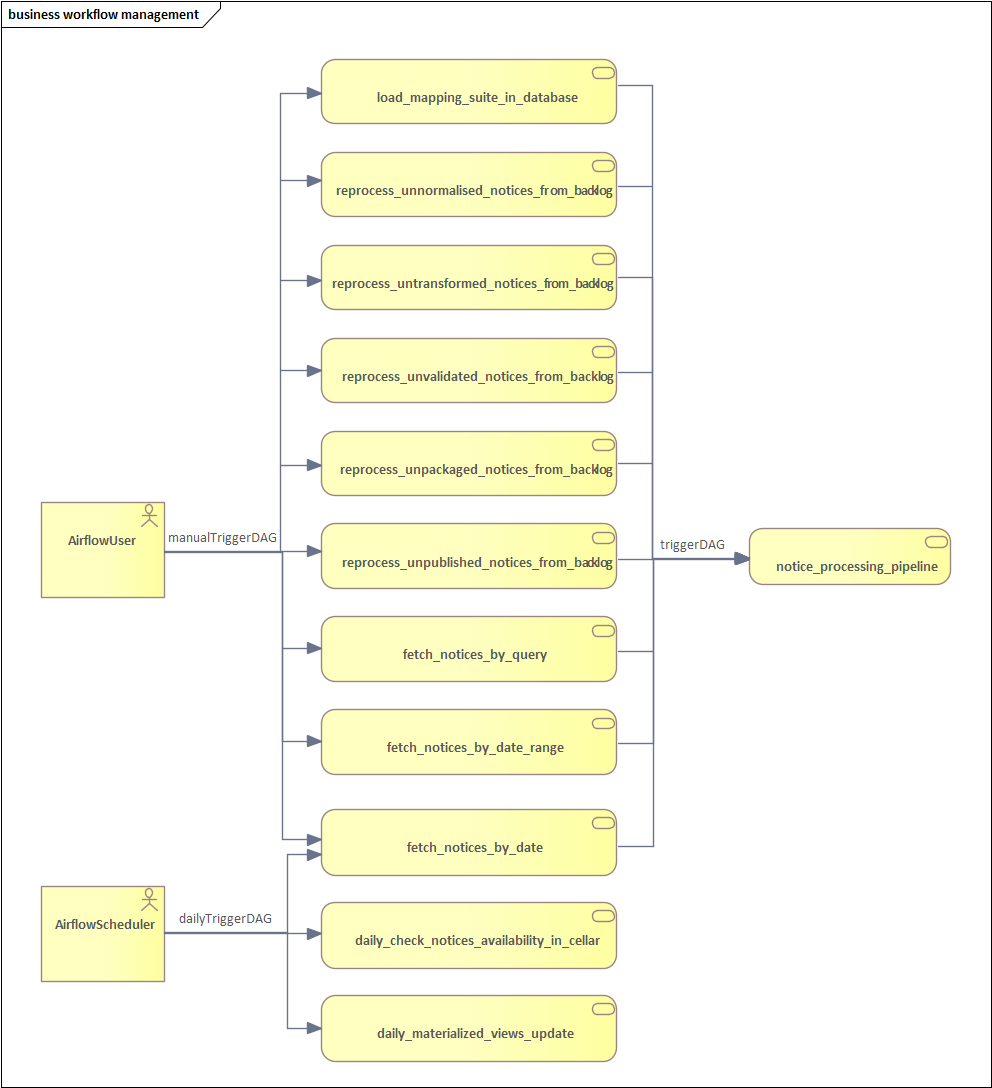 business workflow management
load_mapping_suite_in_database
reprocess_unnormalised_notices_from_backlog
reprocess_untransformed_notices_from_backlog
reprocess_unvalidated_notices_from_backlog
reprocess_unpackaged_notices_from_backlog
AirflowUser
manualTriggerDAG
reprocess_unpublished_notices_from_backlog
triggerDAG
notice_processing_pipeline
fetch_notices_by_query
fetch_notices_by_date_range
fetch_notices_by_date
AirflowScheduler
dailyTriggerDAG
daily_check_notices_availability_in_cellar
daily_materialized_views_update